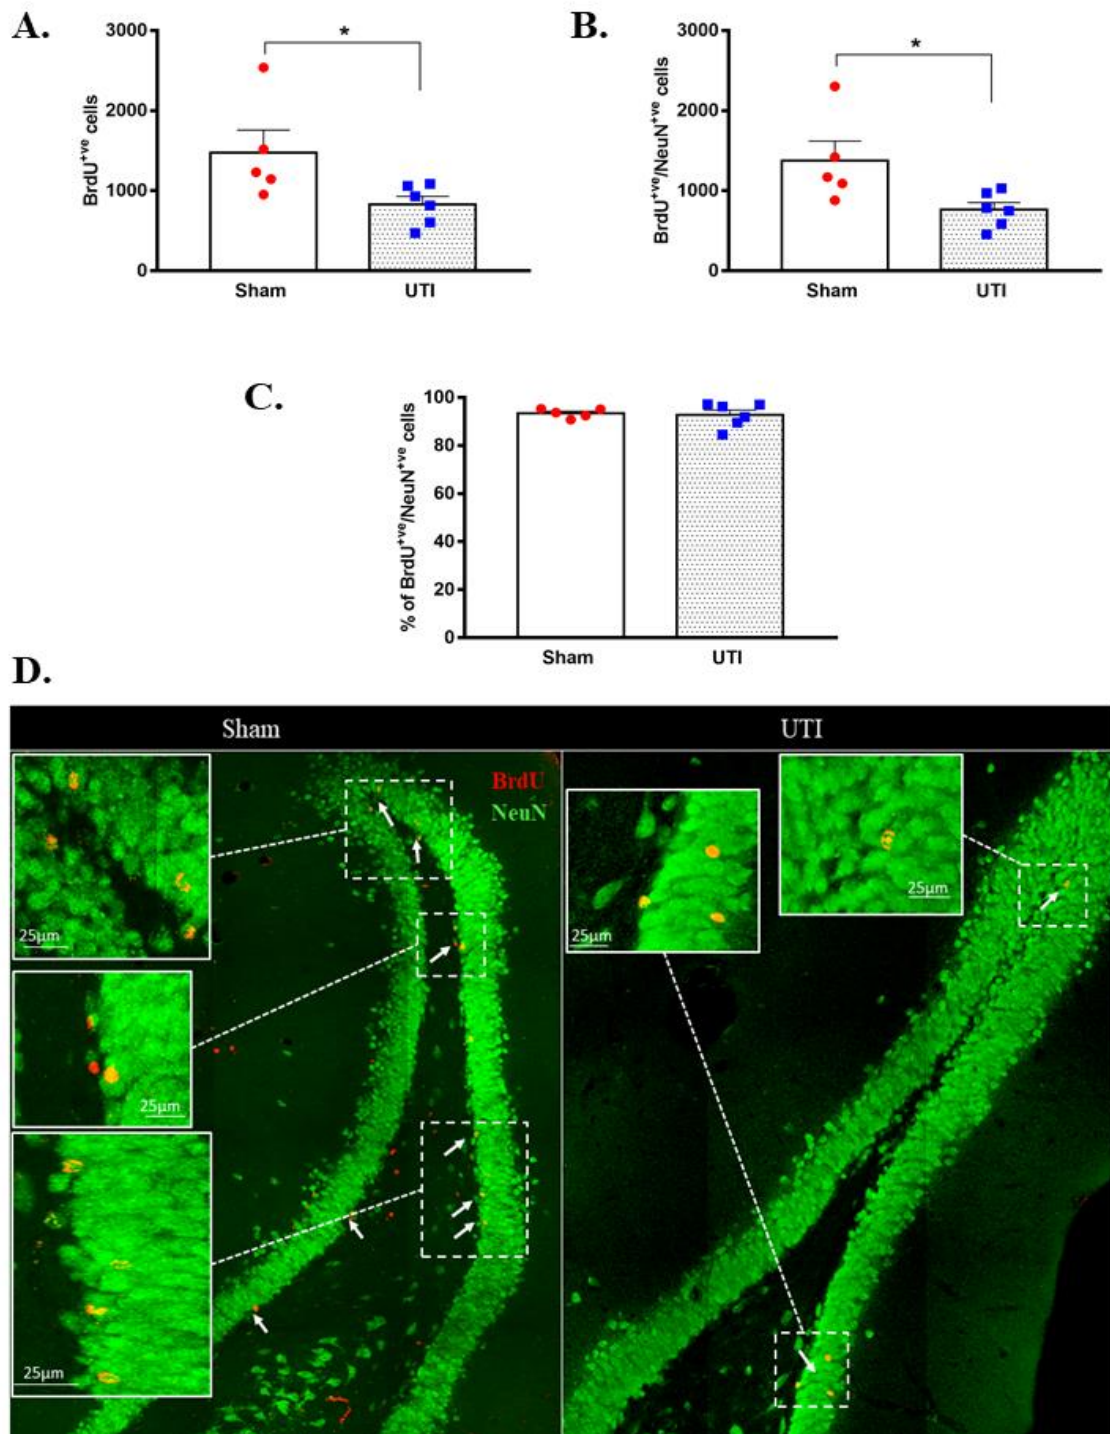 A.
3000
2000
1000
0
BrdU+ve cells
*
Sham
UTI
B.
3000
2000
1000
0
BrdU+ve/NeuN+ve cells
*
Sham
UTI
C.
100
80
60
40
20
0
% of BrdU+ve/NeuN+ve cells
Sham
UTI
D.
Sham
UTI
BrdU
NeuN
25µm
25µm
25µm
25µm
25µm